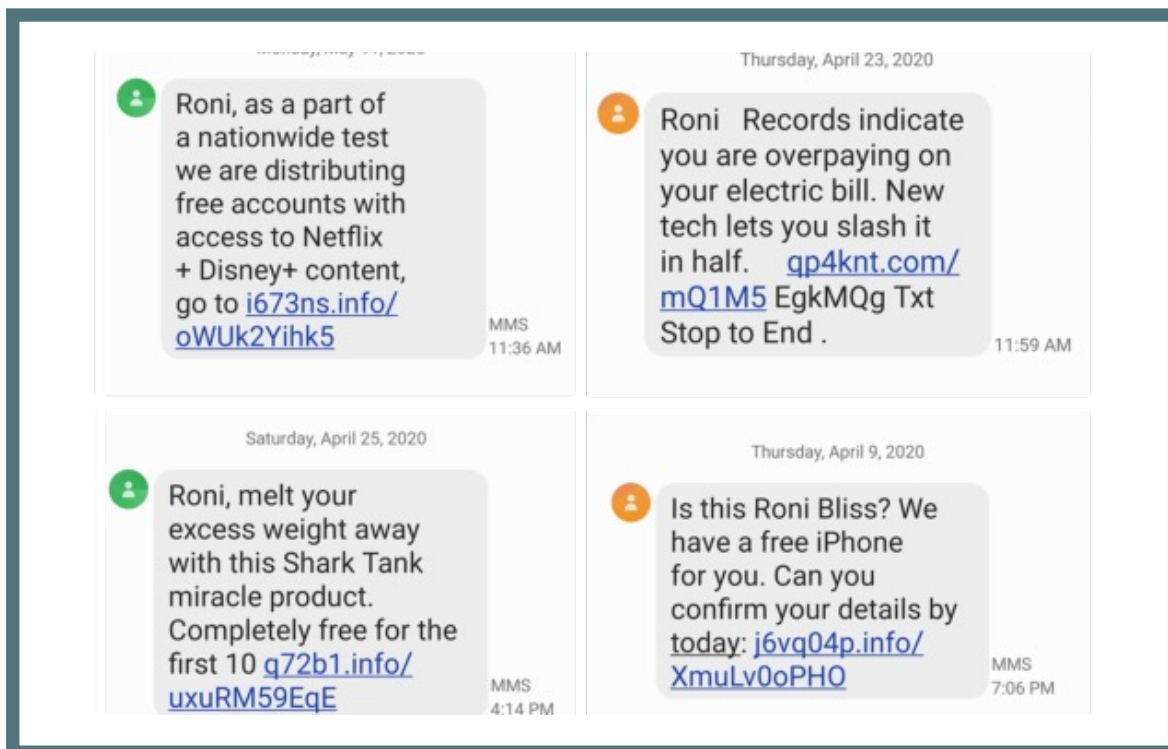 Roni, as a part of
a nationwide test
we are distributing
free accounts with
access to Netflix
+ Disney+ content,
go to i673ns.info/
oWUk2Yihk5
MMS
11:36 AM
Thursday, April 23, 2020
Roni Records indicate
you are overpaying on
your electric bill. New
tech lets you slash it
in half. qp4knt.com/
mQ1M5 EgkMQg Txt
Stop to End .
11:59 AM
Saturday, April 25, 2020
Roni, melt your
excess weight away
with this Shark Tank
miracle product.
Completely free for the
first 10 q72b1.info/
uxuRM59EqE
MMS
4:14 PM
Thursday, April 9, 2020
Is this Roni Bliss? We
have a free iPhone
for you. Can you
confirm your details by
today: j6vq04p.info/
XmuLv0oPHO
MMS
7:06 PM